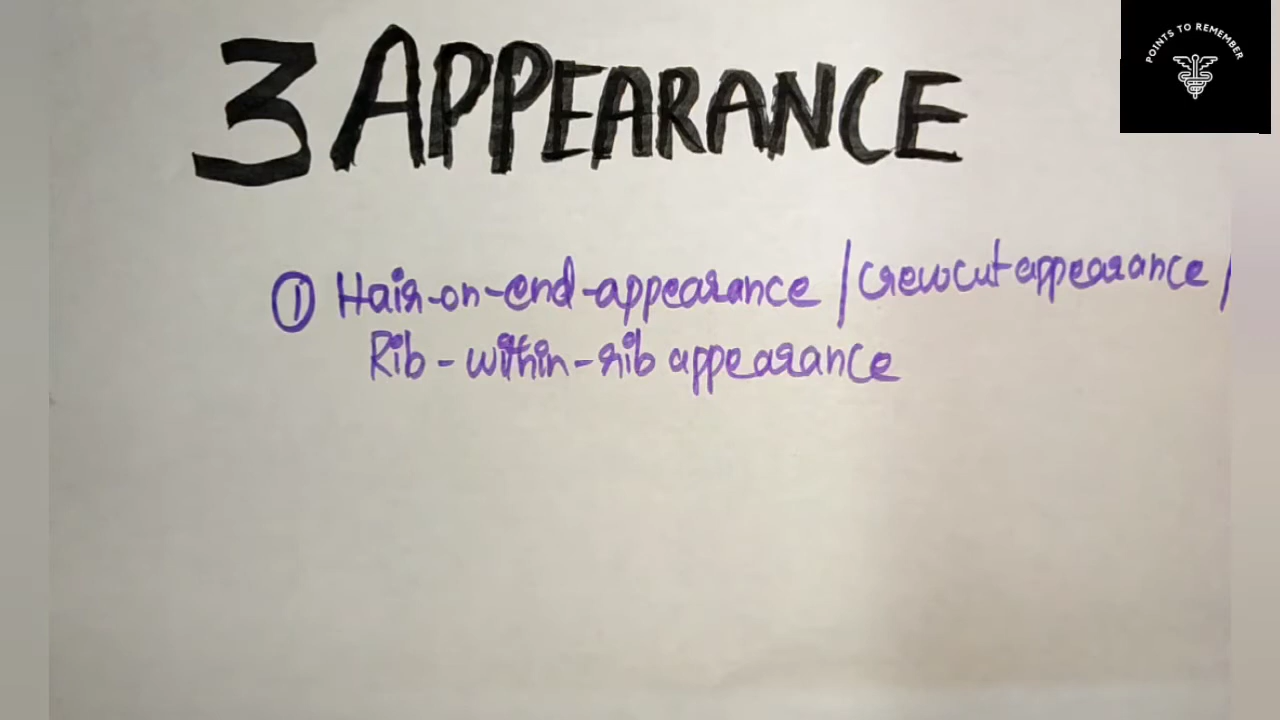 3 APPEARANCE
POINTS TO REMEMBER
① Hair-on-end-appearance / crewcut appearance /
Rib-within-rib appearance